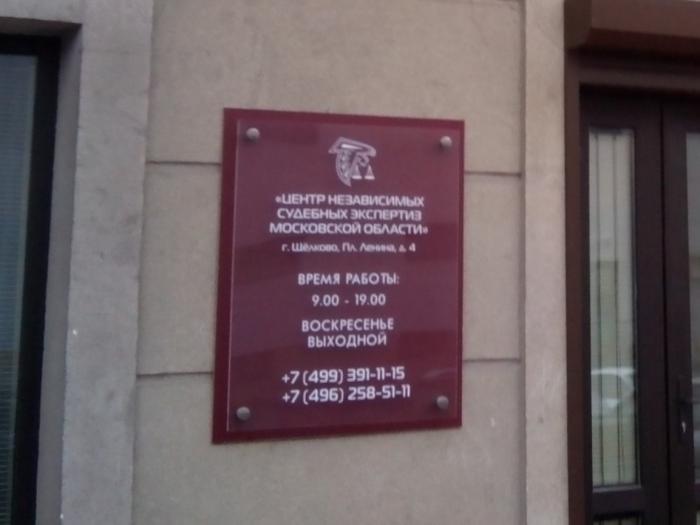 «ЦЕНТР НЕЗАВИСИМЫХ
СУДЕБНЫХ ЭКСПЕРТИЗ
МОСКОВСКОЙ ОБЛАСТИ»
г. Щёлково, Пл. Ленина, д. 4
ВРЕМЯ РАБОТЫ:
9.00 - 19.00
ВОСКРЕСЕНЬЕ
ВЫХОДНОЙ
+7 (499) 391-11-15
+7 (496) 258-51-11